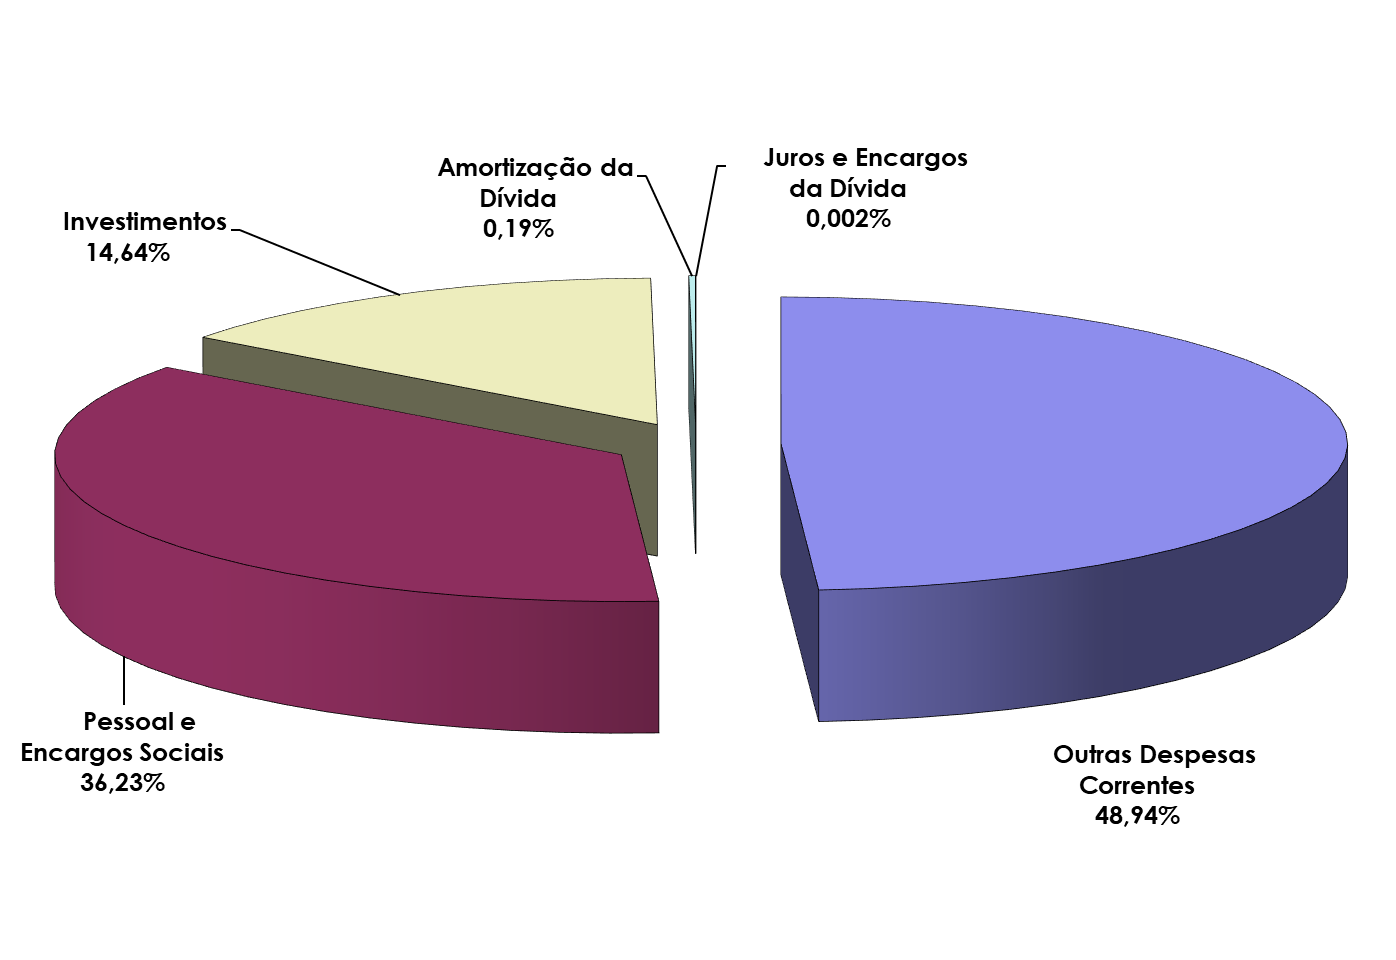 Amortização da
Dívida
0,19%
Juros e Encargos
da Dívida
0,002%
Investimentos
14,64%
Pessoal e
Encargos Sociais
36,23%
Outras Despesas
Correntes
48,94%